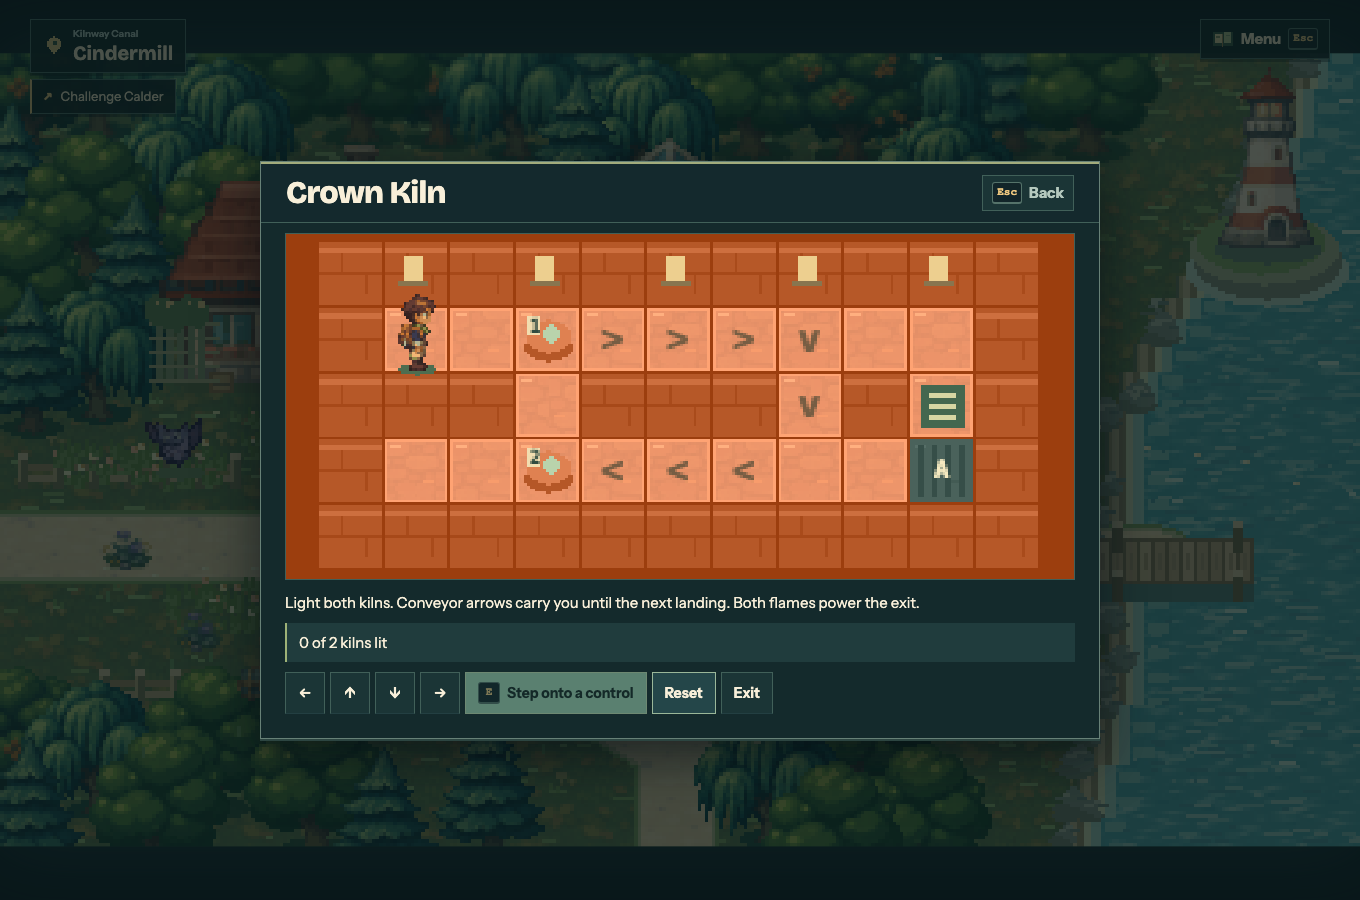 Kilnway Canal
Cindermill
Menu Esc
↗ Challenge Calder
Crown Kiln
Esc Back
1 > > > v
v
2 < < <
A
Light both kilns. Conveyor arrows carry you until the next landing. Both flames power the exit.
0 of 2 kilns lit
← ↑ ↓ → E Step onto a control Reset Exit